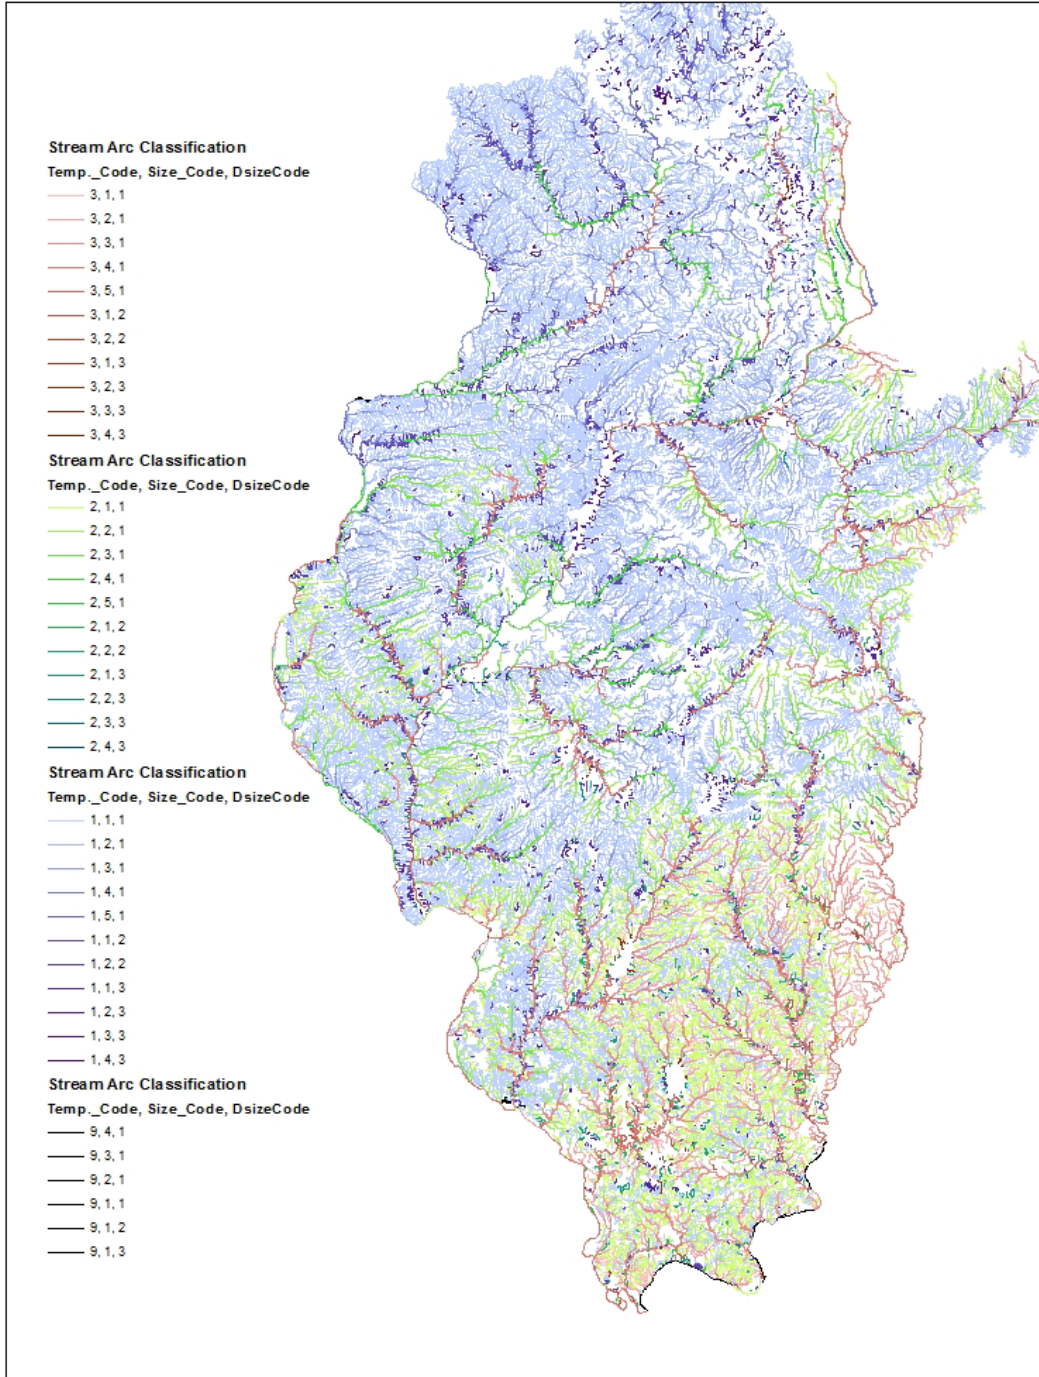 Stream Arc Classification
Temp._Code, Size_Code, DsizeCode
3, 1, 1
3, 2, 1
3, 3, 1
3, 4, 1
3, 5, 1
3, 1, 2
3, 2, 2
3, 1, 3
3, 2, 3
3, 3, 3
3, 4, 3
Stream Arc Classification
Temp._Code, Size_Code, DsizeCode
2, 1, 1
2, 2, 1
2, 3, 1
2, 4, 1
2, 5, 1
2, 1, 2
2, 2, 2
2, 1, 3
2, 2, 3
2, 3, 3
2, 4, 3
Stream Arc Classification
Temp._Code, Size_Code, DsizeCode
1, 1, 1
1, 2, 1
1, 3, 1
1, 4, 1
1, 5, 1
1, 1, 2
1, 2, 2
1, 1, 3
1, 2, 3
1, 3, 3
1, 4, 3
Stream Arc Classification
Temp._Code, Size_Code, DsizeCode
9, 4, 1
9, 3, 1
9, 2, 1
9, 1, 1
9, 1, 2
9, 1, 3